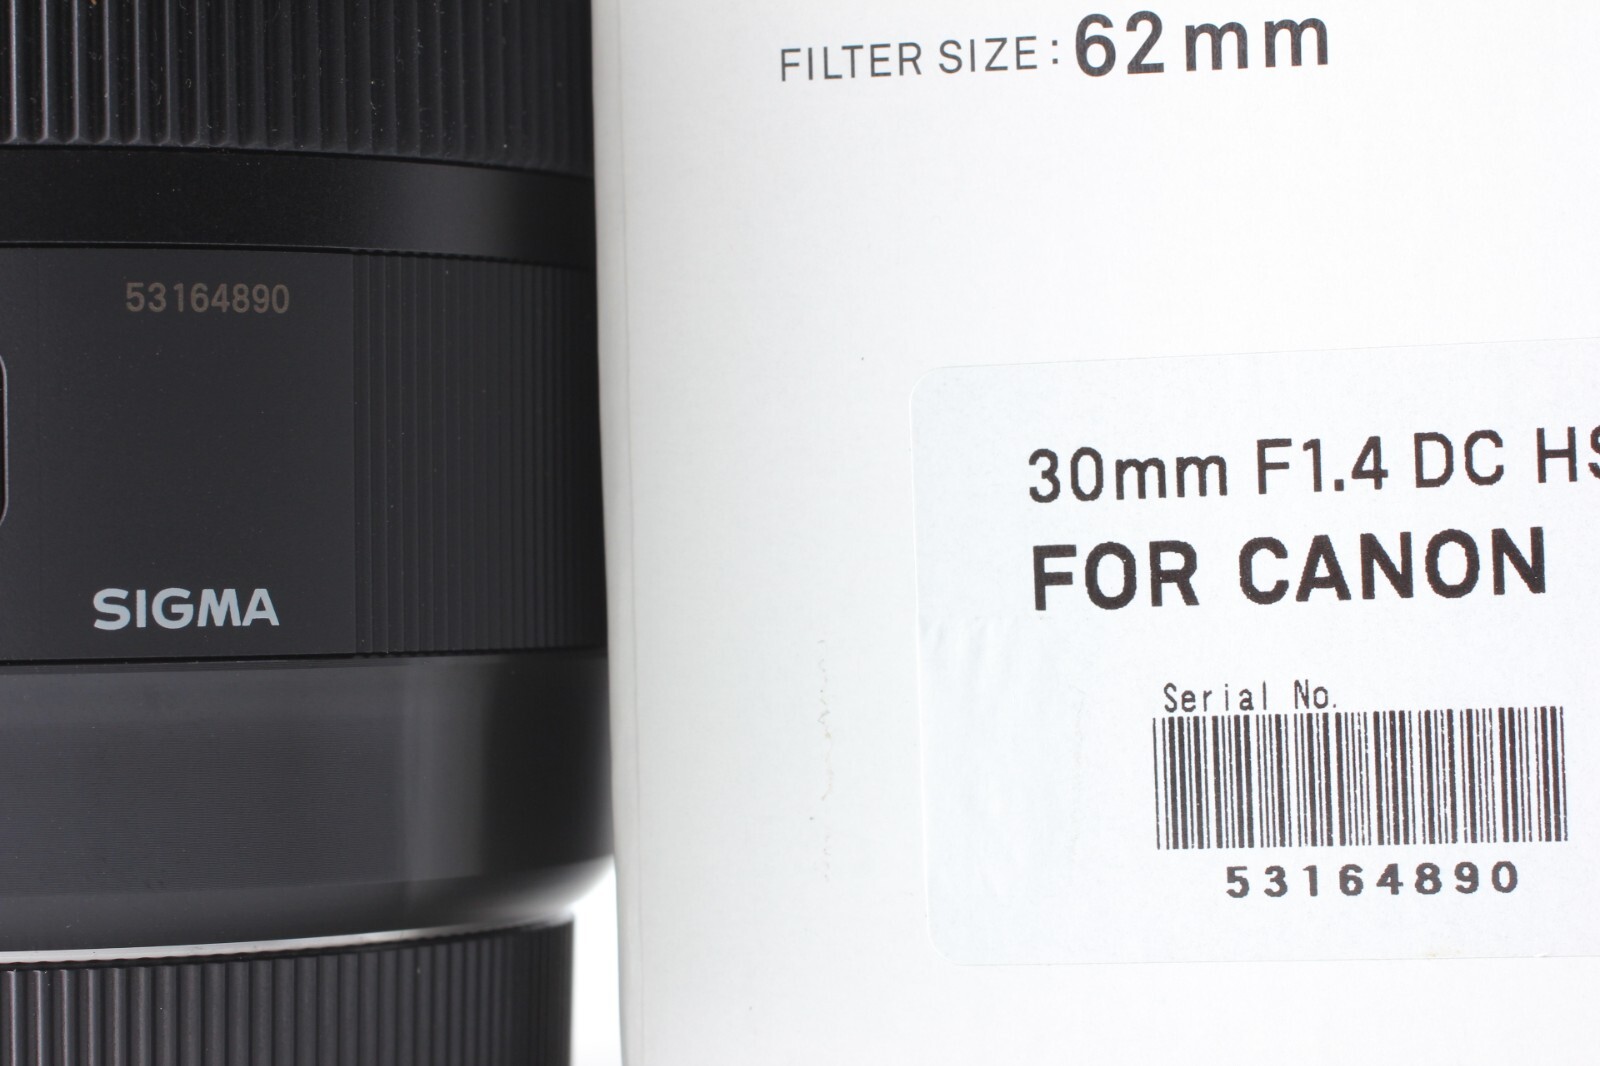 53164890
SIGMA
FILTER SIZE: 62mm
30mm F1.4 DC HS
FOR CANON
Serial No.
53164890